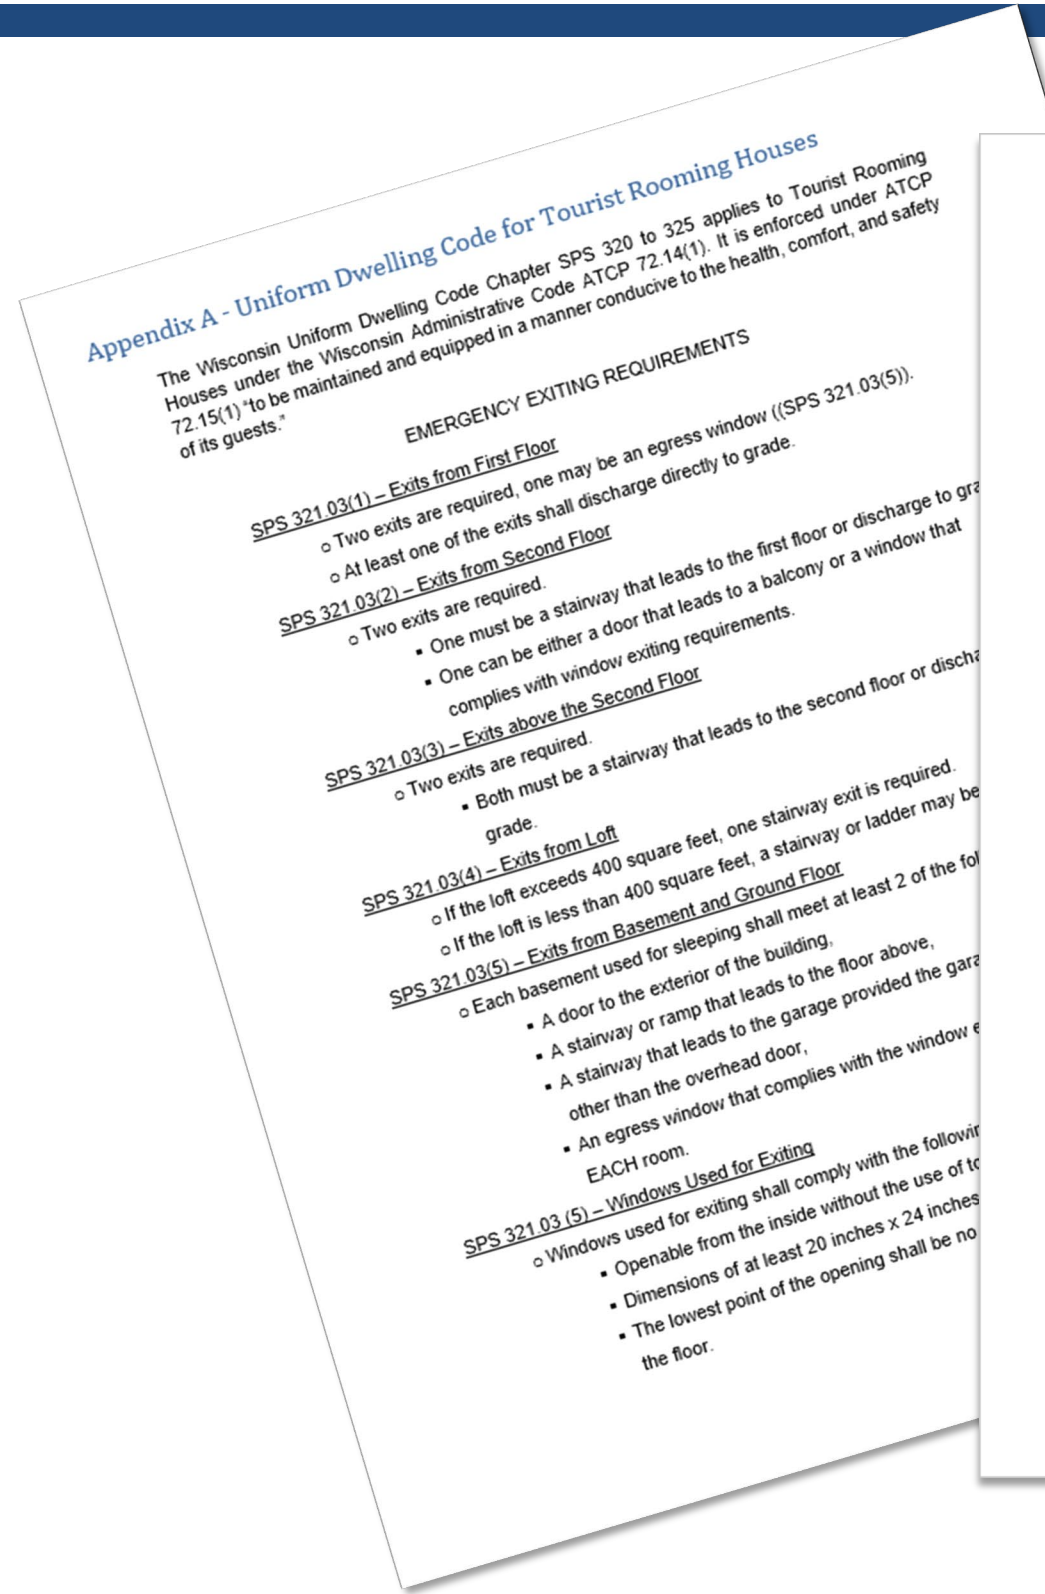 Appendix A - Uniform Dwelling Code for Tourist Rooming Houses
The Wisconsin Uniform Dwelling Code Chapter SPS 320 to 325 applies to Tourist Rooming
Houses under the Wisconsin Administrative Code ATCP 72.14(1). It is enforced under ATCP
72.15(1) “to be maintained and equipped in a manner conducive to the health, comfort, and safety
of its guests.”
EMERGENCY EXITING REQUIREMENTS
SPS 321.03(1) – Exits from First Floor
o Two exits are required, one may be an egress window ((SPS 321.03(5)).
o At least one of the exits shall discharge directly to grade.
SPS 321.03(2) – Exits from Second Floor
o Two exits are required.
▪ One must be a stairway that leads to the first floor or discharge to
▪ One can be either a door that leads to a balcony or a window that
complies with window exiting requirements.
SPS 321.03(3) – Exits above the Second Floor
o Two exits are required.
▪ Both must be a stairway that leads to the second floor or
grade.
SPS 321.03(4) – Exits from Loft
o If the loft exceeds 400 square feet, one stairway exit is required.
o If the loft is less than 400 square feet, a stairway or ladder may be
SPS 321.03(5) – Exits from Basement and Ground Floor
o Each basement used for sleeping shall meet at least 2 of the
▪ A door to the exterior of the building,
▪ A stairway or ramp that leads to the floor above,
▪ A stairway that leads to the garage provided the
other than the overhead door,
▪ An egress window that complies with the window
EACH room.
SPS 321.03 (5) – Windows Used for Exiting
o Windows used for exiting shall comply with the
▪ Openable from the inside without the use of
▪ Dimensions of at least 20 inches x 24 inches
▪ The lowest point of the opening shall be no
the floor.